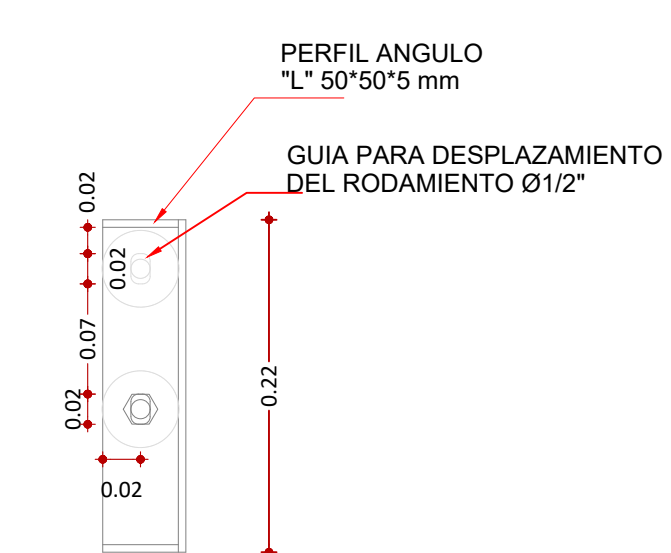 PERFIL ANGULO
"L" 50*50*5 mm
GUIA PARA DESPLAZAMIENTO
DEL RODAMIENTO Ø1/2"
0.02
0.02
0.07
0.02
0.22
0.02